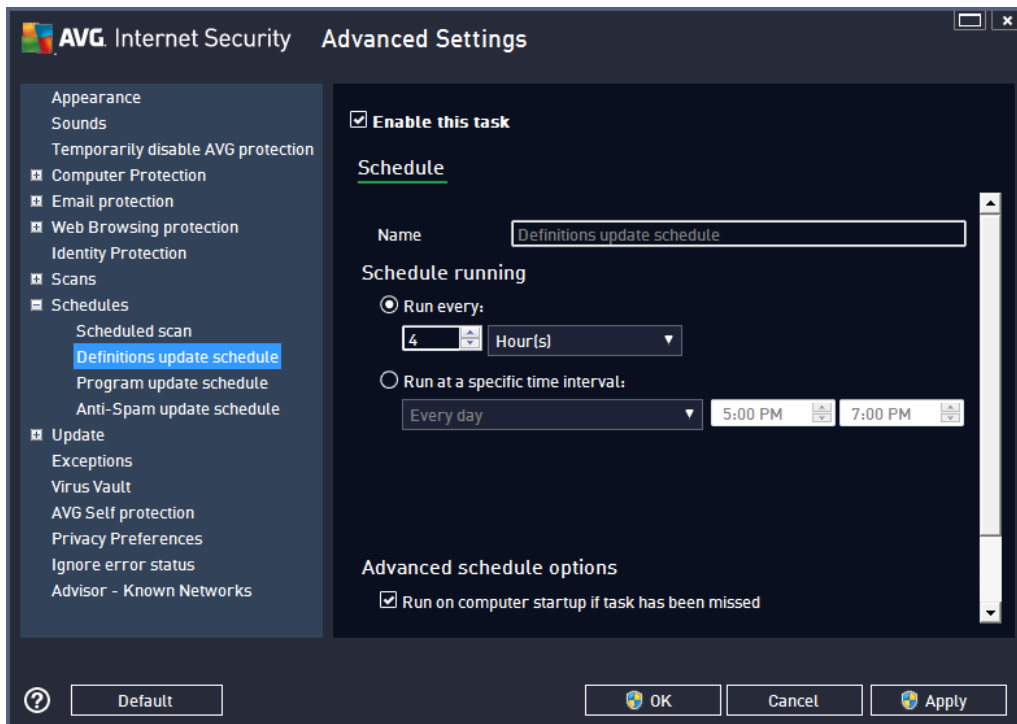 AVG. Internet Security Advanced Settings
Appearance
Sounds
Temporarily disable AVG protection
Computer Protection
Email protection
Web Browsing protection
Identity Protection
Scans
Schedules
Scheduled scan
Definitions update schedule
Program update schedule
Anti-Spam update schedule
Update
Exceptions
Virus Vault
AVG Self protection
Privacy Preferences
Ignore error status
Advisor - Known Networks
Enable this task
Schedule
Name Definitions update schedule
Schedule running
Run every:
4 Hour(s)
Run at a specific time interval:
Every day 5:00 PM 7:00 PM
Advanced schedule options
Run on computer startup if task has been missed
? Default OK Cancel Apply